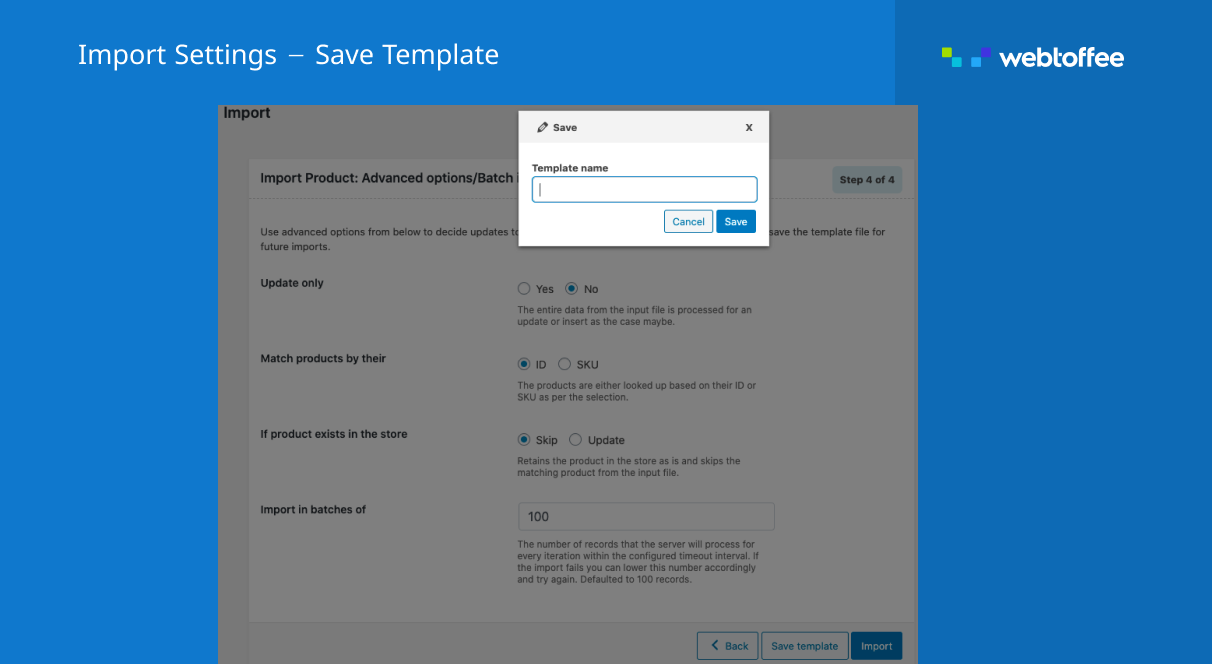 Import Settings – Save Template
webtoffee
Import
Save
X
Template name
Cancel
Save
Import Product: Advanced options/Batch
Step 4 of 4
Use advanced options from below to decide updates to
save the template file for
future imports.
Update only
Yes
No
The entire data from the input file is processed for an
update or insert as the case maybe.
Match products by their
ID
SKU
The products are either looked up based on their ID or
SKU as per the selection.
If product exists in the store
Skip
Update
Retains the product in the store as is and skips the
matching product from the input file.
Import in batches of
100
The number of records that the server will process for
every iteration within the configured timeout interval. If
the import fails you can lower this number accordingly
and try again. Defaulted to 100 records.
Back
Save template
Import